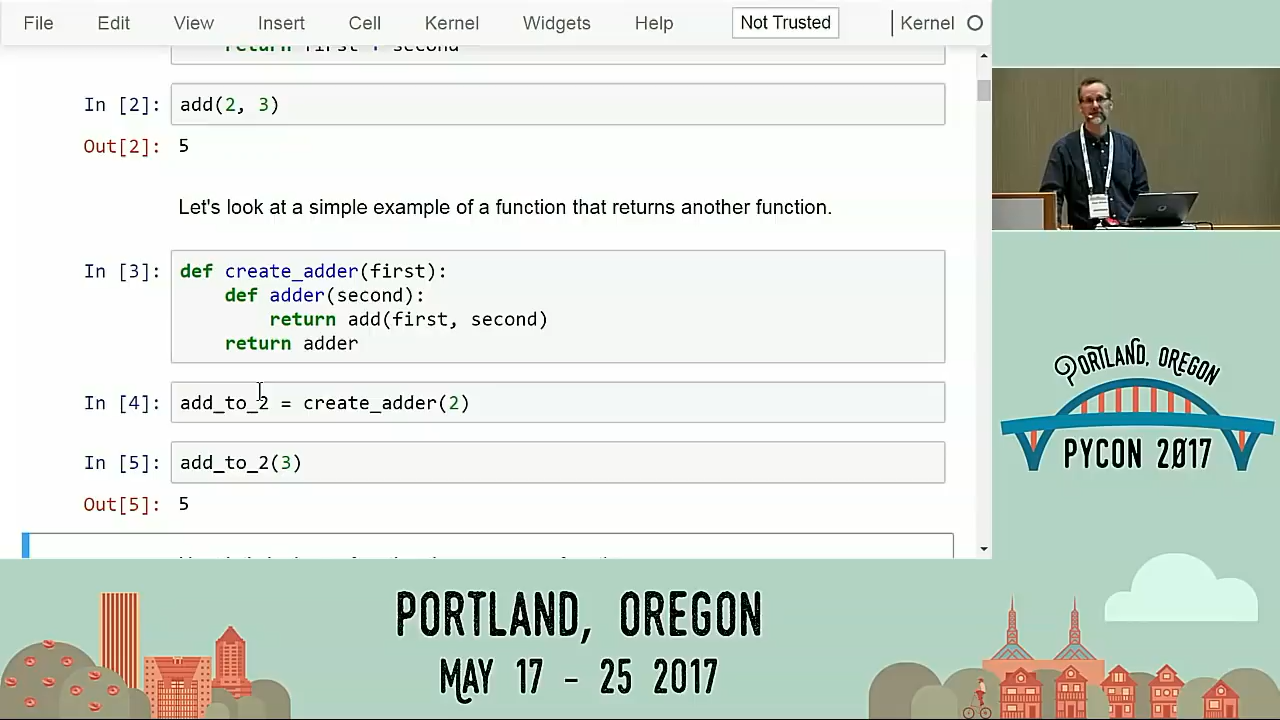 File Edit View Insert Cell Kernel Widgets Help Not Trusted Kernel
return first + second
In [2]: add(2, 3)
Out[2]: 5
Let's look at a simple example of a function that returns another function.
In [3]: def create_adder(first):
def adder(second):
return add(first, second)
return adder
In [4]: add_to_2 = create_adder(2)
In [5]: add_to_2(3)
Out[5]: 5
PORTLAND, OREGON
PYCON 2017
PORTLAND, OREGON
MAY 17 - 25 2017